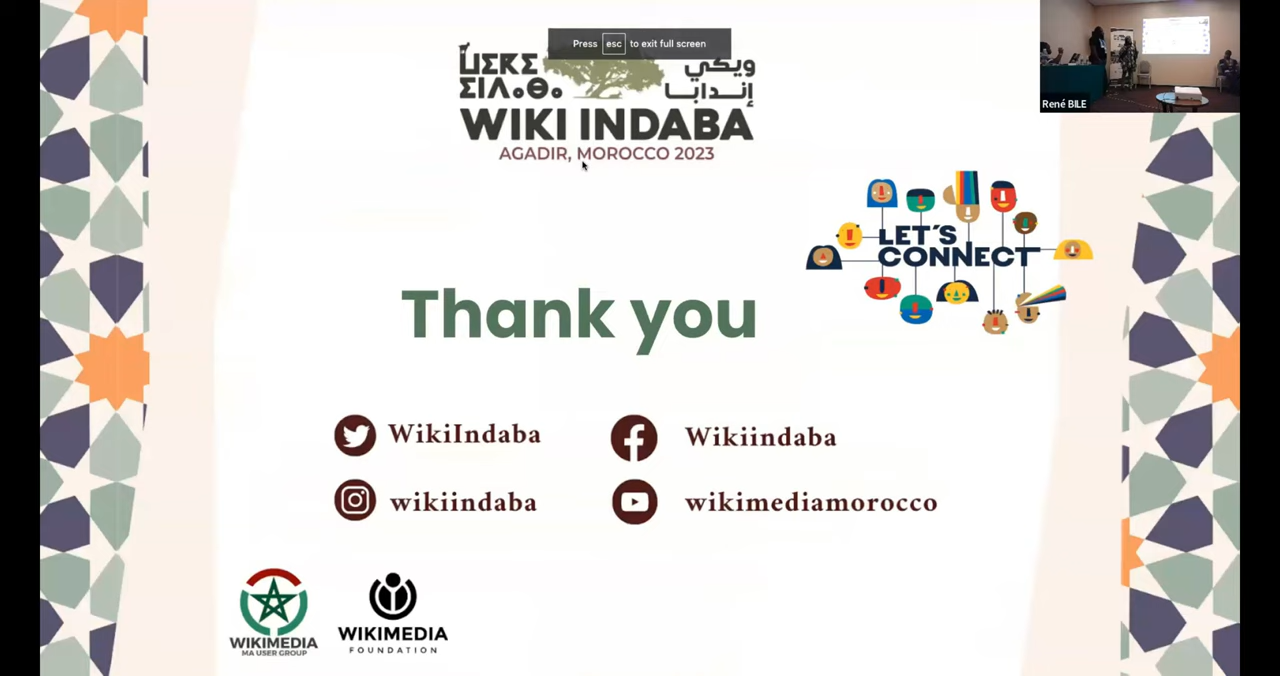 Press esc to exit full screen
ⵡⵉⴽⵉ
ⵉⵏⴷⴰⴱⴰ
ويكي
إندابا
WIKI INDABA
AGADIR, MOROCCO 2023
René BILE
LET'S
CONNECT
Thank you
WikiIndaba
Wikiindaba
wikiindaba
wikimediamorocco
WIKIMEDIA
MA USER GROUP
WIKIMEDIA
FOUNDATION